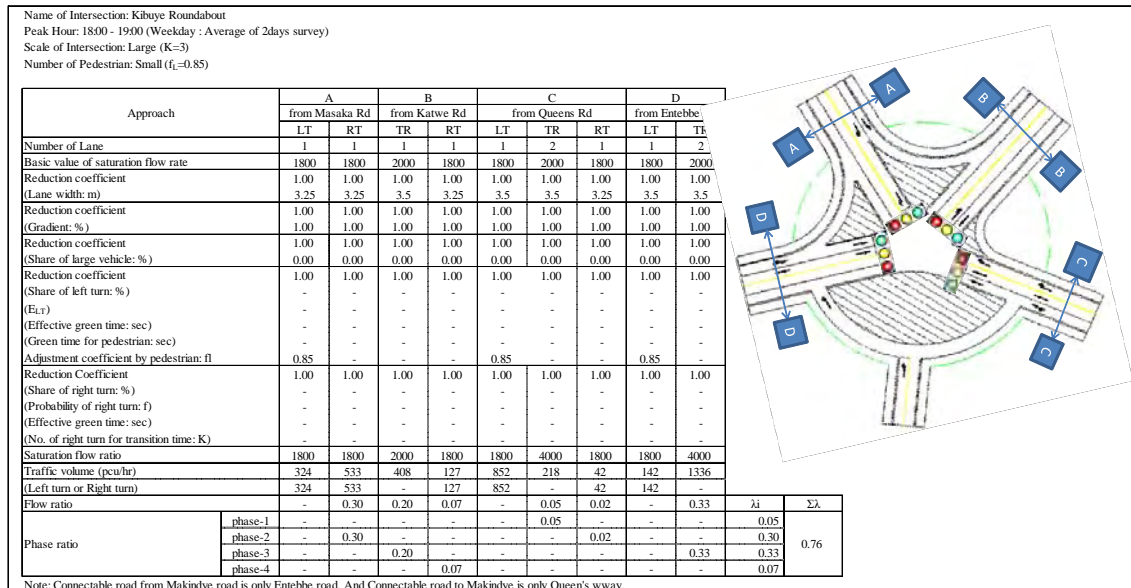 Name of Intersection: Kibuye Roundabout
Peak Hour: 18:00 - 19:00 (Weekday : Average of 2days survey)
Scale of Intersection: Large (K=3)
Number of Pedestrian: Small (fL=0.85)
Approach A B C D
from Masaka Rd from Katwe Rd from Queens Rd from Entebbe
LT RT TR RT LT TR RT LT TR
Number of Lane 1 1 1 1 1 2 1 1 2
Basic value of saturation flow rate 1800 1800 2000 1800 1800 2000 1800 1800 2000
Reduction coefficient 1.00 1.00 1.00 1.00 1.00 1.00 1.00 1.00 1.00
(Lane width: m) 3.25 3.25 3.5 3.25 3.5 3.5 3.25 3.5 3.5
Reduction coefficient 1.00 1.00 1.00 1.00 1.00 1.00 1.00 1.00 1.00
(Gradient: %) 1.00 1.00 1.00 1.00 1.00 1.00 1.00 1.00 1.00
Reduction coefficient 1.00 1.00 1.00 1.00 1.00 1.00 1.00 1.00 1.00
(Share of large vehicle: %) 0.00 0.00 0.00 0.00 0.00 0.00 0.00 0.00 0.00
Reduction coefficient 1.00 1.00 1.00 1.00 1.00 1.00 1.00 1.00 1.00
(Share of left turn: %) - - - - - - - - -
(ELT) - - - - - - - - -
(Effective green time: sec) - - - - - - - - -
(Green time for pedestrian: sec) - - - - - - - - -
Adjustment coefficient by pedestrian: fl 0.85 - - 0.85 - 0.85 -
Reduction Coefficient 1.00 1.00 1.00 1.00 1.00 1.00 1.00 1.00 1.00
(Share of right turn: %) - - - - - - - - -
(Probability of right turn: f) - - - - - - - - -
(Effective green time: sec) - - - - - - - - -
(No. of right turn for transition time: K) - - - - - - - - -
Saturation flow ratio 1800 1800 2000 1800 1800 4000 1800 1800 4000
Traffic volume (pcu/hr) 324 533 408 127 852 218 42 142 1336
(Left turn or Right turn) 324 533 - 127 852 - 42 142 -
Flow ratio - 0.30 0.20 0.07 - 0.05 0.02 - 0.33 λi Σλ
Phase ratio phase-1 - - - - - 0.05 - - - 0.05 0.76
phase-2 - 0.30 - - - - 0.02 - - 0.30
phase-3 - - 0.20 - - - - - 0.33 0.33
phase-4 - - - 0.07 - - - - - 0.07
Note: Connectable road from Makindye road is only Entebbe road. And Connectable road to Makindye is only Queen's wway.
A
A
B
B
C
C
D
D